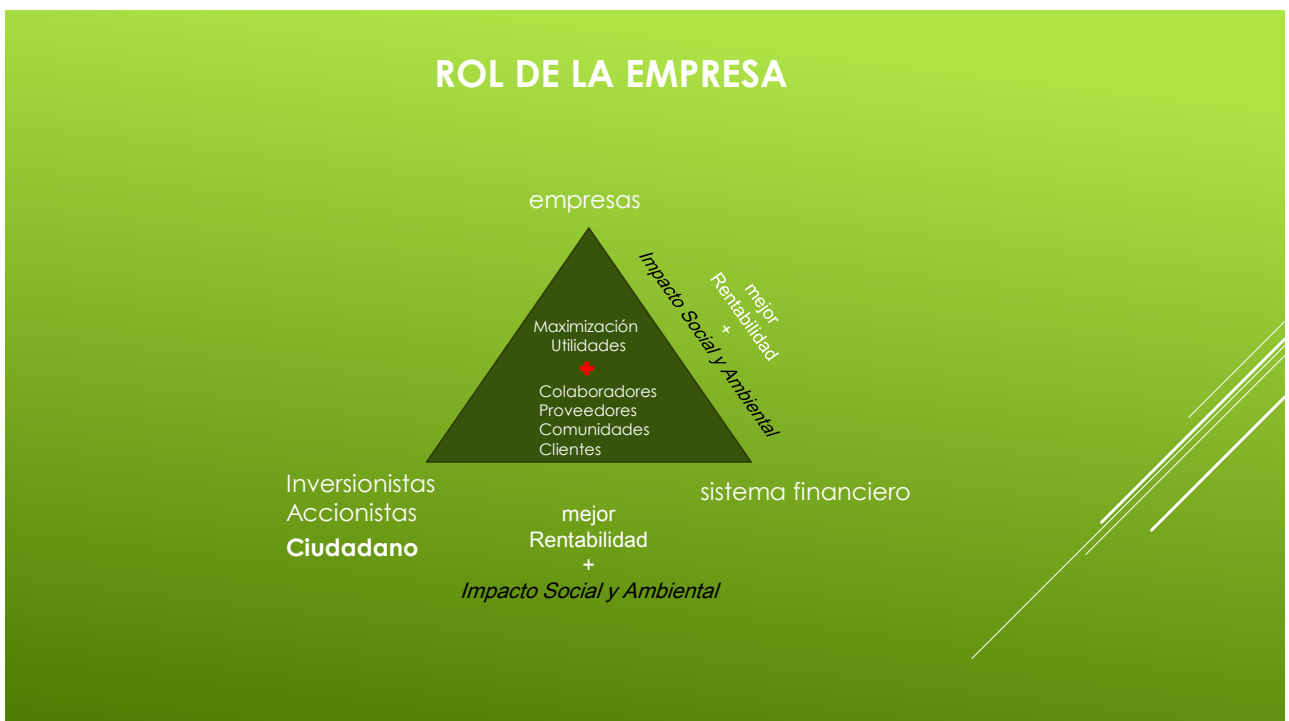 ROL DE LA EMPRESA
empresas
Impacto Social y Ambiental
mejor
Rentabilidad
+
Maximización
Utilidades
Colaboradores
Proveedores
Comunidades
Clientes
Inversionistas
Accionistas
Ciudadano
sistema financiero
mejor
Rentabilidad
+
Impacto Social y Ambiental